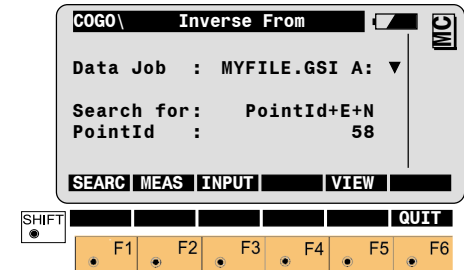 COGO\ Inverse From
MC
Data Job : MYFILE.GSI A:
Search for: PointId+E+N
PointId : 58
SEARC MEAS INPUT VIEW
SHIFT QUIT
F1 F2 F3 F4 F5 F6